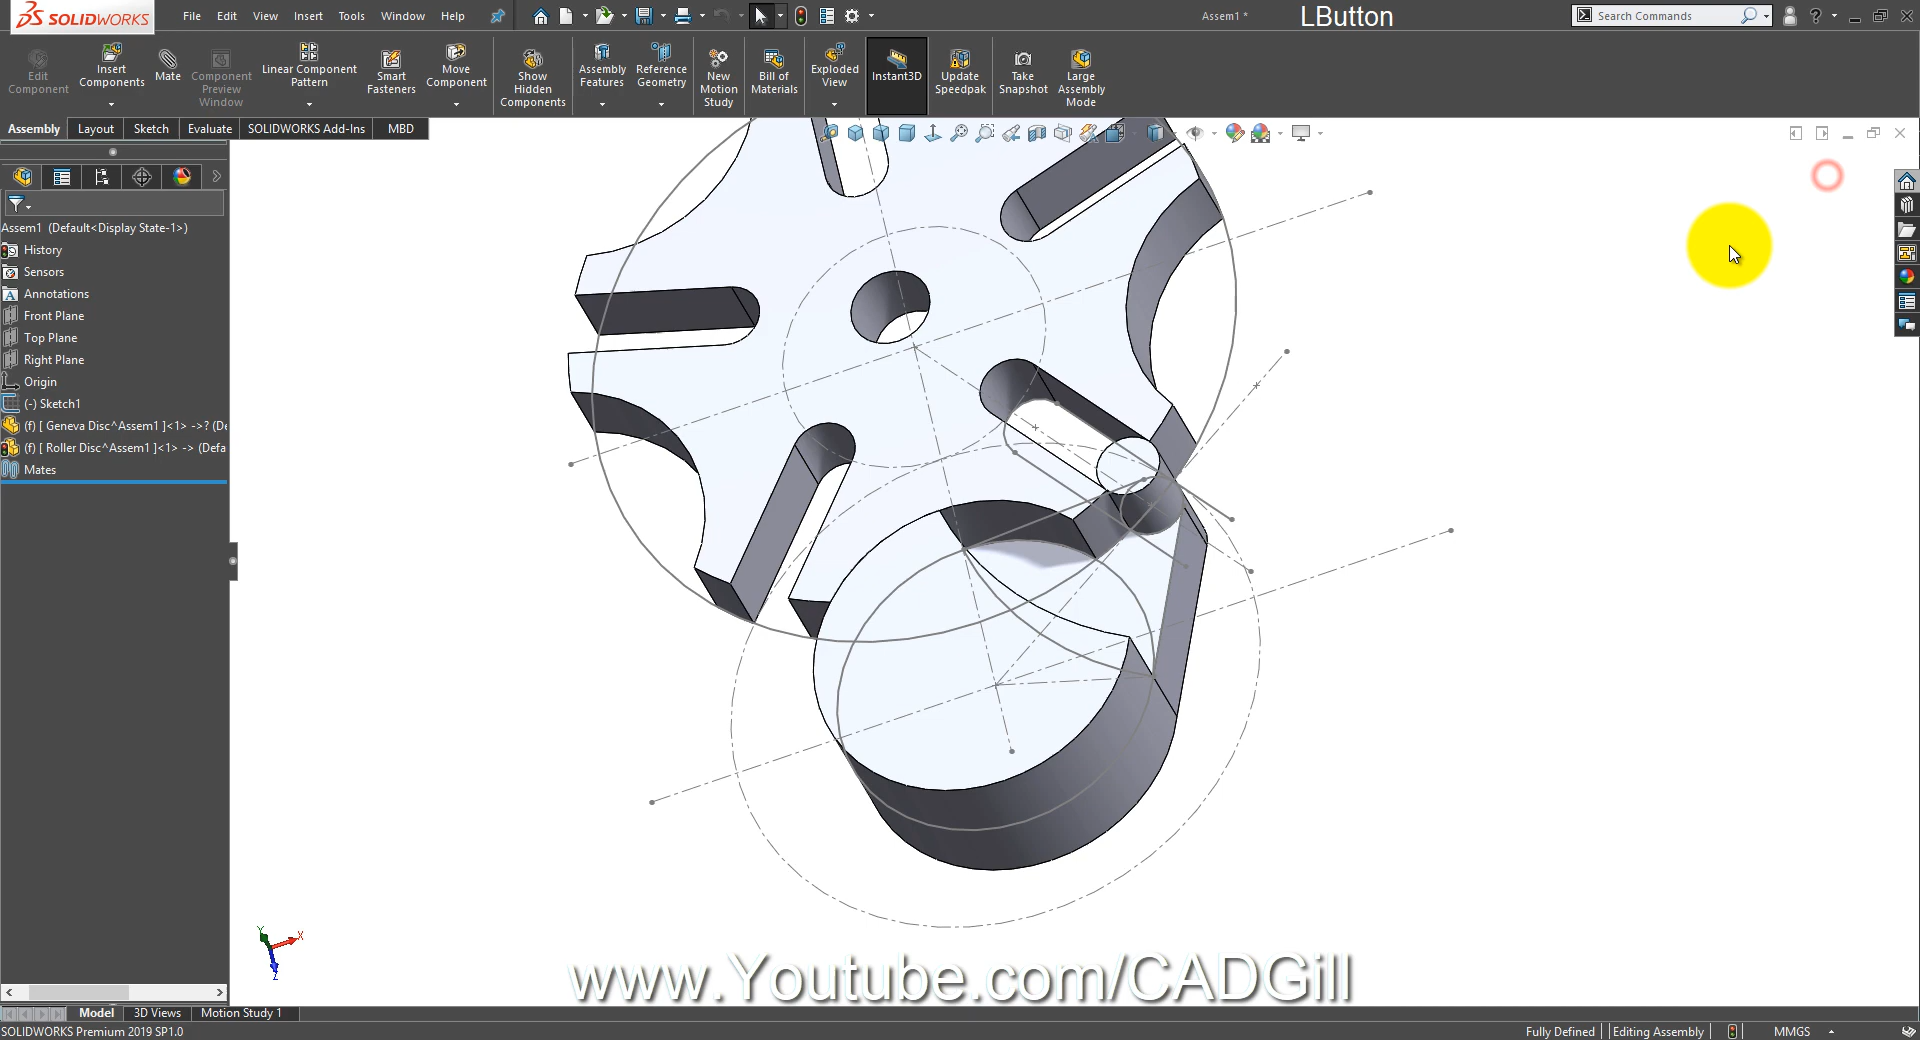 SOLIDWORKS File Edit View Insert Tools Window Help Assem1 * LButton Search Commands
Edit Component
Insert Components
Mate
Component Preview Window
Linear Component Pattern
Smart Fasteners
Move Component
Show Hidden Components
Assembly Features
Reference Geometry
New Motion Study
Bill of Materials
Exploded View
Instant3D
Update Speedpak
Take Snapshot
Large Assembly Mode
Assembly Layout Sketch Evaluate SOLIDWORKS Add-Ins MBD
Assem1 (Default<Display State-1>)
History
Sensors
Annotations
Front Plane
Top Plane
Right Plane
Origin
(-) Sketch1
(f) [ Geneva Disc^Assem1 ]<1> ->? (De
(f) [ Roller Disc^Assem1 ]<1> -> (Defa
Mates
Y X Z
www.Youtube.com/CADGill
Model 3D Views Motion Study 1
SOLIDWORKS Premium 2019 SP1.0 Fully Defined Editing Assembly MMGS